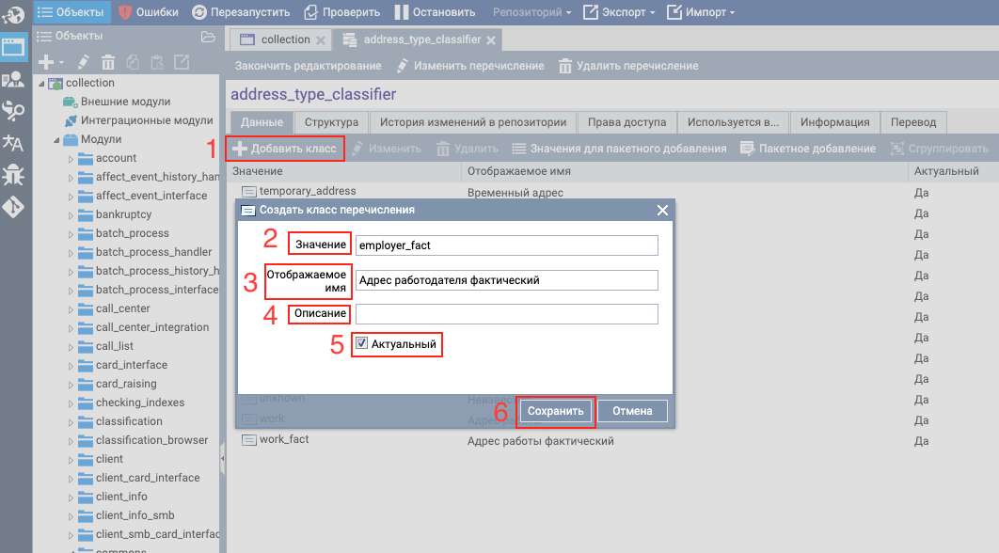 Объекты
Ошибки
Перезапустить
Проверить
Остановить
Репозиторий
Экспорт
Импорт
Объекты
collection
address_type_classifier
Закончить редактирование
Изменить перечисление
Удалить перечисление
collection
Внешние модули
Интеграционные модули
Модули
account
affect_event_history_han
affect_event_interface
bankruptcy
batch_process
batch_process_handler
batch_process_history_h
batch_process_interface
call_center
call_center_integration
call_list
card_interface
card_raising
checking_indexes
classification
classification_browser
client
client_card_interface
client_info
client_info_smb
client_smb_card_interfac
commons
address_type_classifier
Данные
Структура
История изменений в репозитории
Права доступа
Используется в...
Информация
Перевод
1
Добавить класс
Изменить
Удалить
Значения для пакетного добавления
Пакетное добавление
Сгруппировать
Значение
Отображаемое имя
Актуальный
temporary_address
Временный адрес
Да
Да
Да
Да
Да
Да
Да
Да
Да
Да
Да
Да
Да
Создать класс перечисления
2
Значение
employer_fact
3
Отображаемое
имя
Адрес работодателя фактический
4
Описание
5
Актуальный
unknown
Неизвест
work
6
Сохранить
Отмена
work_fact
Адрес работы фактический